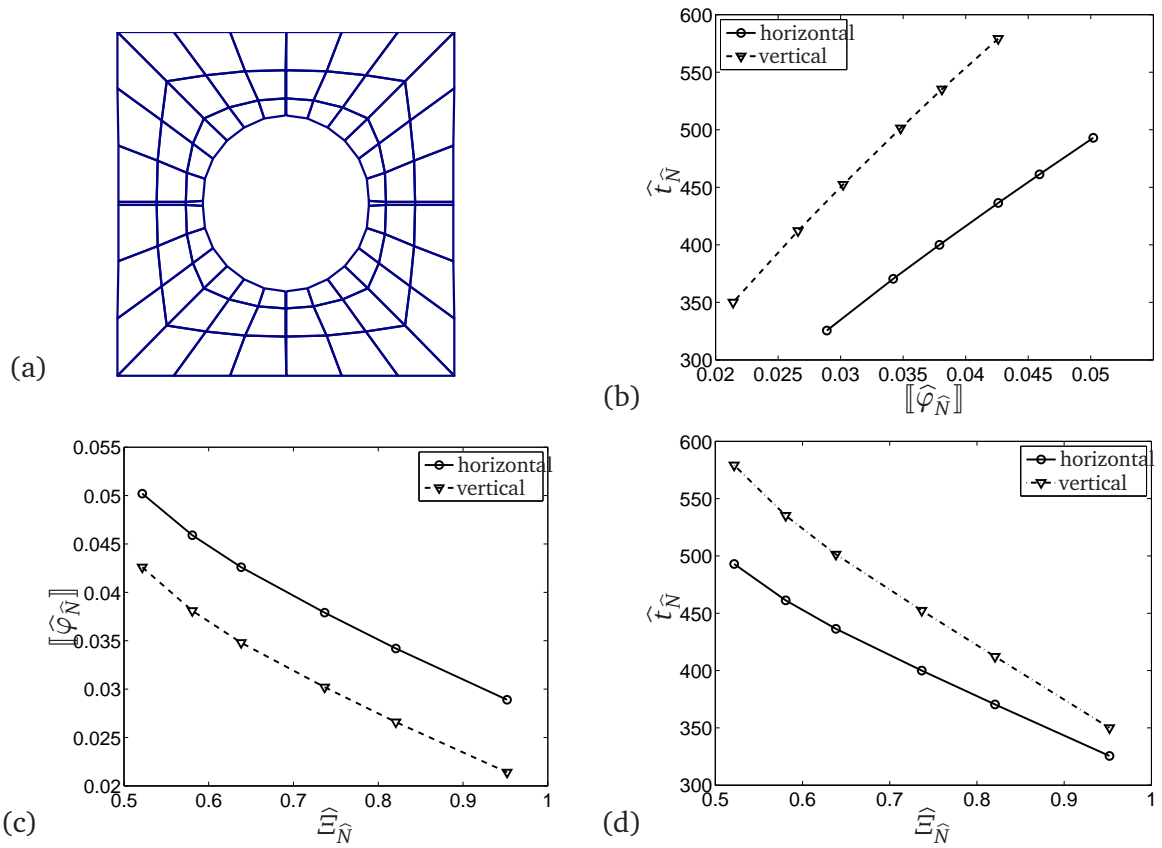 (a)
600
550
500
450
400
350
300
0.02
0.025
0.03
0.035
0.04
0.045
0.05
horizontal
vertical
t̂_N̂
⟦φ̂_N̂⟧
(b)
0.055
0.05
0.045
0.04
0.035
0.03
0.025
0.02
0.5
0.6
0.7
0.8
0.9
1
horizontal
vertical
⟦φ̂_N̂⟧
Ξ̂_N̂
(c)
600
550
500
450
400
350
300
0.5
0.6
0.7
0.8
0.9
1
horizontal
vertical
t̂_N̂
Ξ̂_N̂
(d)